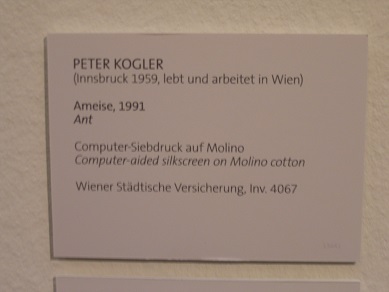 PETER KOGLER
(Innsbruck 1959, lebt und arbeitet in Wien)
Ameise, 1991
Ant
Computer-Siebdruck auf Molino
Computer-aided silkscreen on Molino cotton
Wiener Städtische Versicherung, Inv. 4067